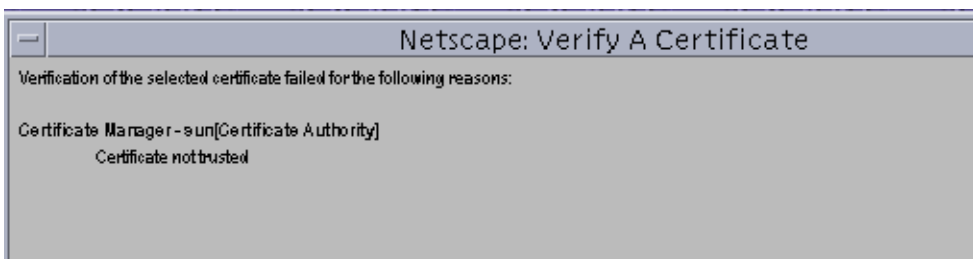 Netscape: Verify A Certificate
Verification of the selected certificate failed for the following reasons:
Certificate Manager - sun[Certificate Authority]
Certificate not trusted